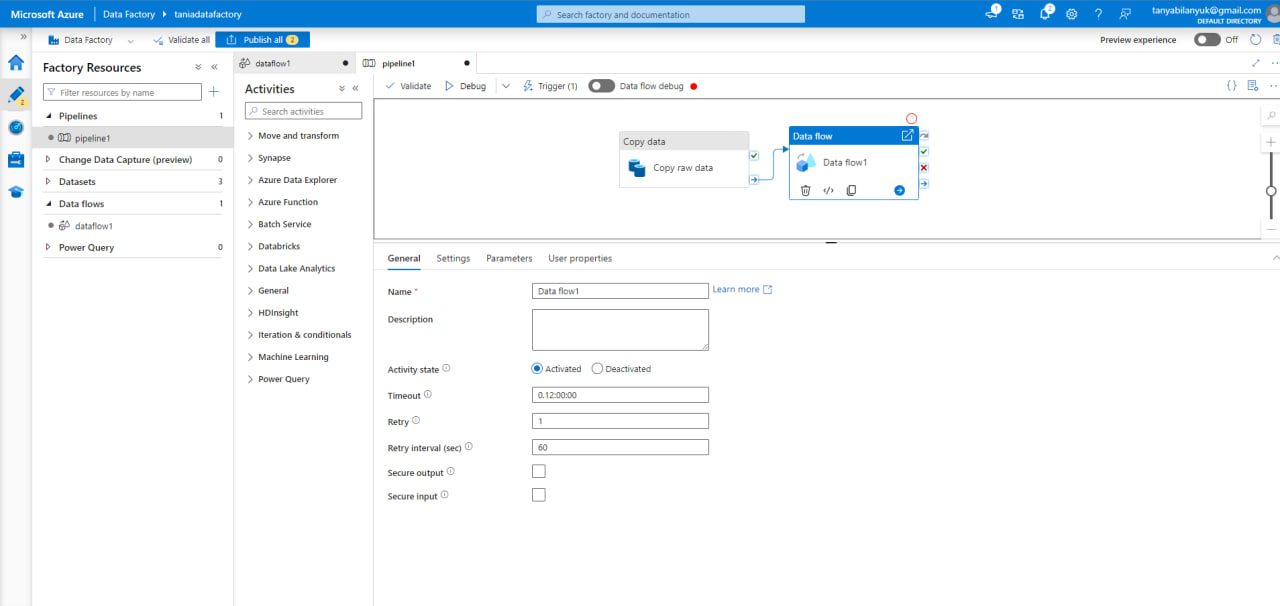 Microsoft Azure
Data Factory
taniadatafactory
Search factory and documentation
1
2
tanyabilanyuk@gmail.com
DEFAULT DIRECTORY
Data Factory
Validate all
Publish all 2
Preview experience
Off
Factory Resources
Filter resources by name
Pipelines 1
pipeline1
Change Data Capture (preview) 0
Datasets 3
Data flows 1
dataflow1
Power Query 0
2
dataflow1
pipeline1
Activities
Search activities
Move and transform
Synapse
Azure Data Explorer
Azure Function
Batch Service
Databricks
Data Lake Analytics
General
HDInsight
Iteration & conditionals
Machine Learning
Power Query
Validate
Debug
Trigger (1)
Data flow debug
Copy data
Copy raw data
Data flow
Data flow1
General
Settings
Parameters
User properties
Name *
Data flow1
Learn more
Description
Activity state
Activated
Deactivated
Timeout
0.12:00:00
Retry
1
Retry interval (sec)
60
Secure output
Secure input